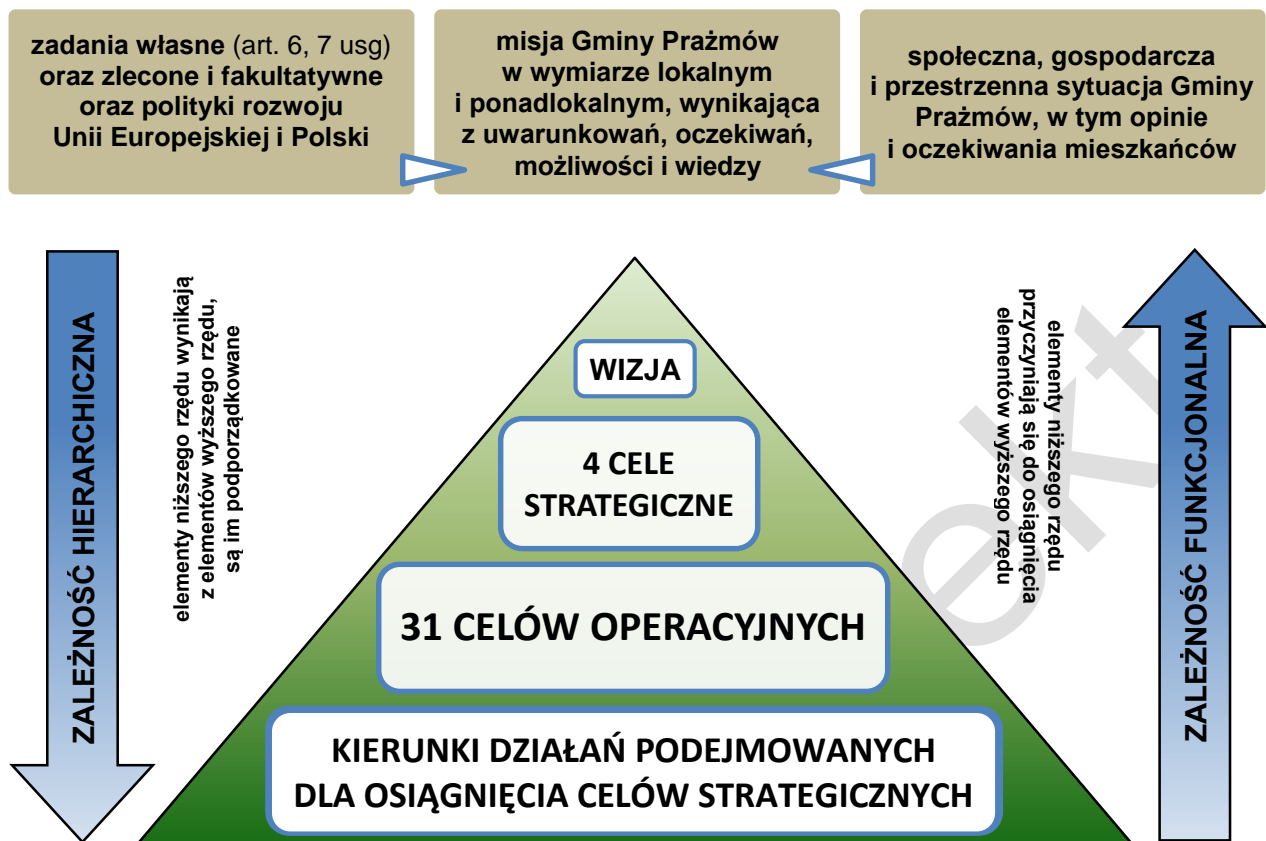 zadania własne (art. 6, 7 usg)
oraz zlecone i fakultatywne
oraz polityki rozwoju
Unii Europejskiej i Polski
misja Gminy Prażmów
w wymiarze lokalnym
i ponadlokalnym, wynikająca
z uwarunkowań, oczekiwań,
możliwości i wiedzy
społeczna, gospodarcza
i przestrzenna sytuacja Gminy
Prażmów, w tym opinie
i oczekiwania mieszkańców
ZALEŻNOŚĆ HIERARCHICZNA
elementy niższego rzędu wynikają
z elementów wyższego rzędu,
są im podporządkowane
WIZJA
4 CELE
STRATEGICZNE
31 CELÓW OPERACYJNYCH
KIERUNKI DZIAŁAŃ PODEJMOWANYCH
DLA OSIĄGNIĘCIA CELÓW STRATEGICZNYCH
elementy niższego rzędu
przyczyniają się do osiągnięcia
elementów wyższego rzędu
ZALEŻNOŚĆ FUNKCJONALNA
ekt